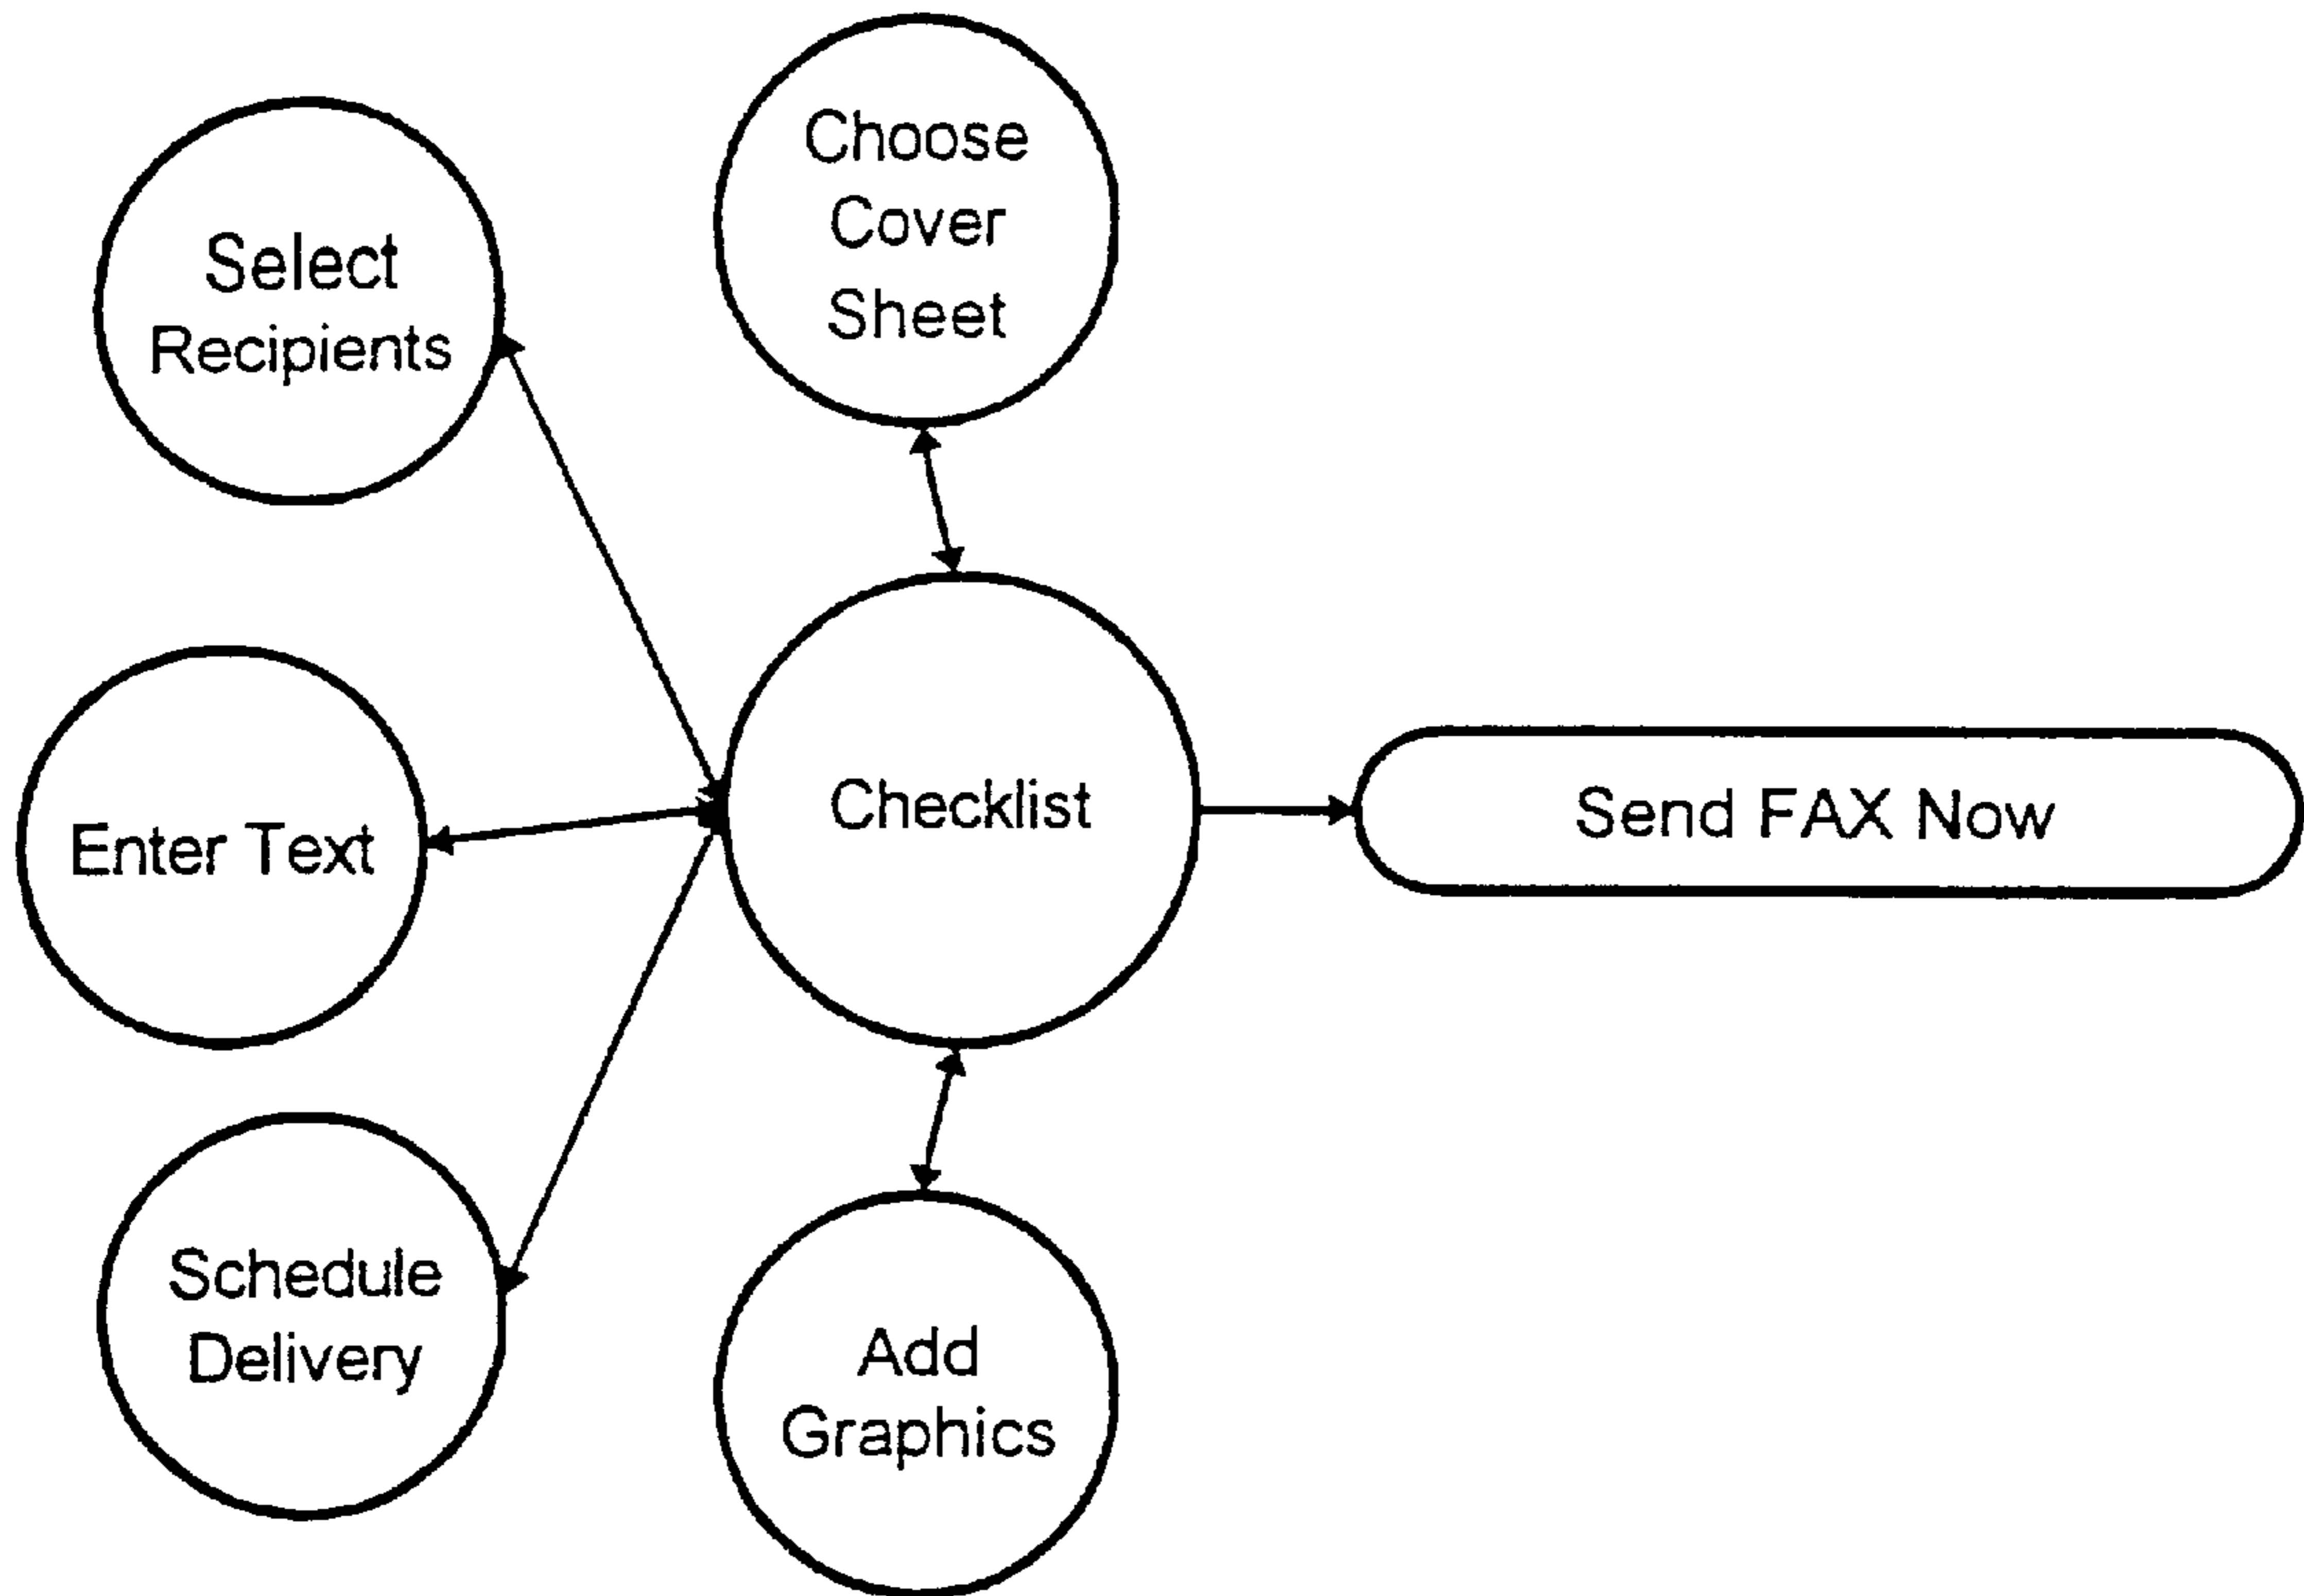 Choose
Cover
Sheet
Select
Recipients
Checklist
Send FAX Now
Enter Text
Schedule
Delivery
Add
Graphics